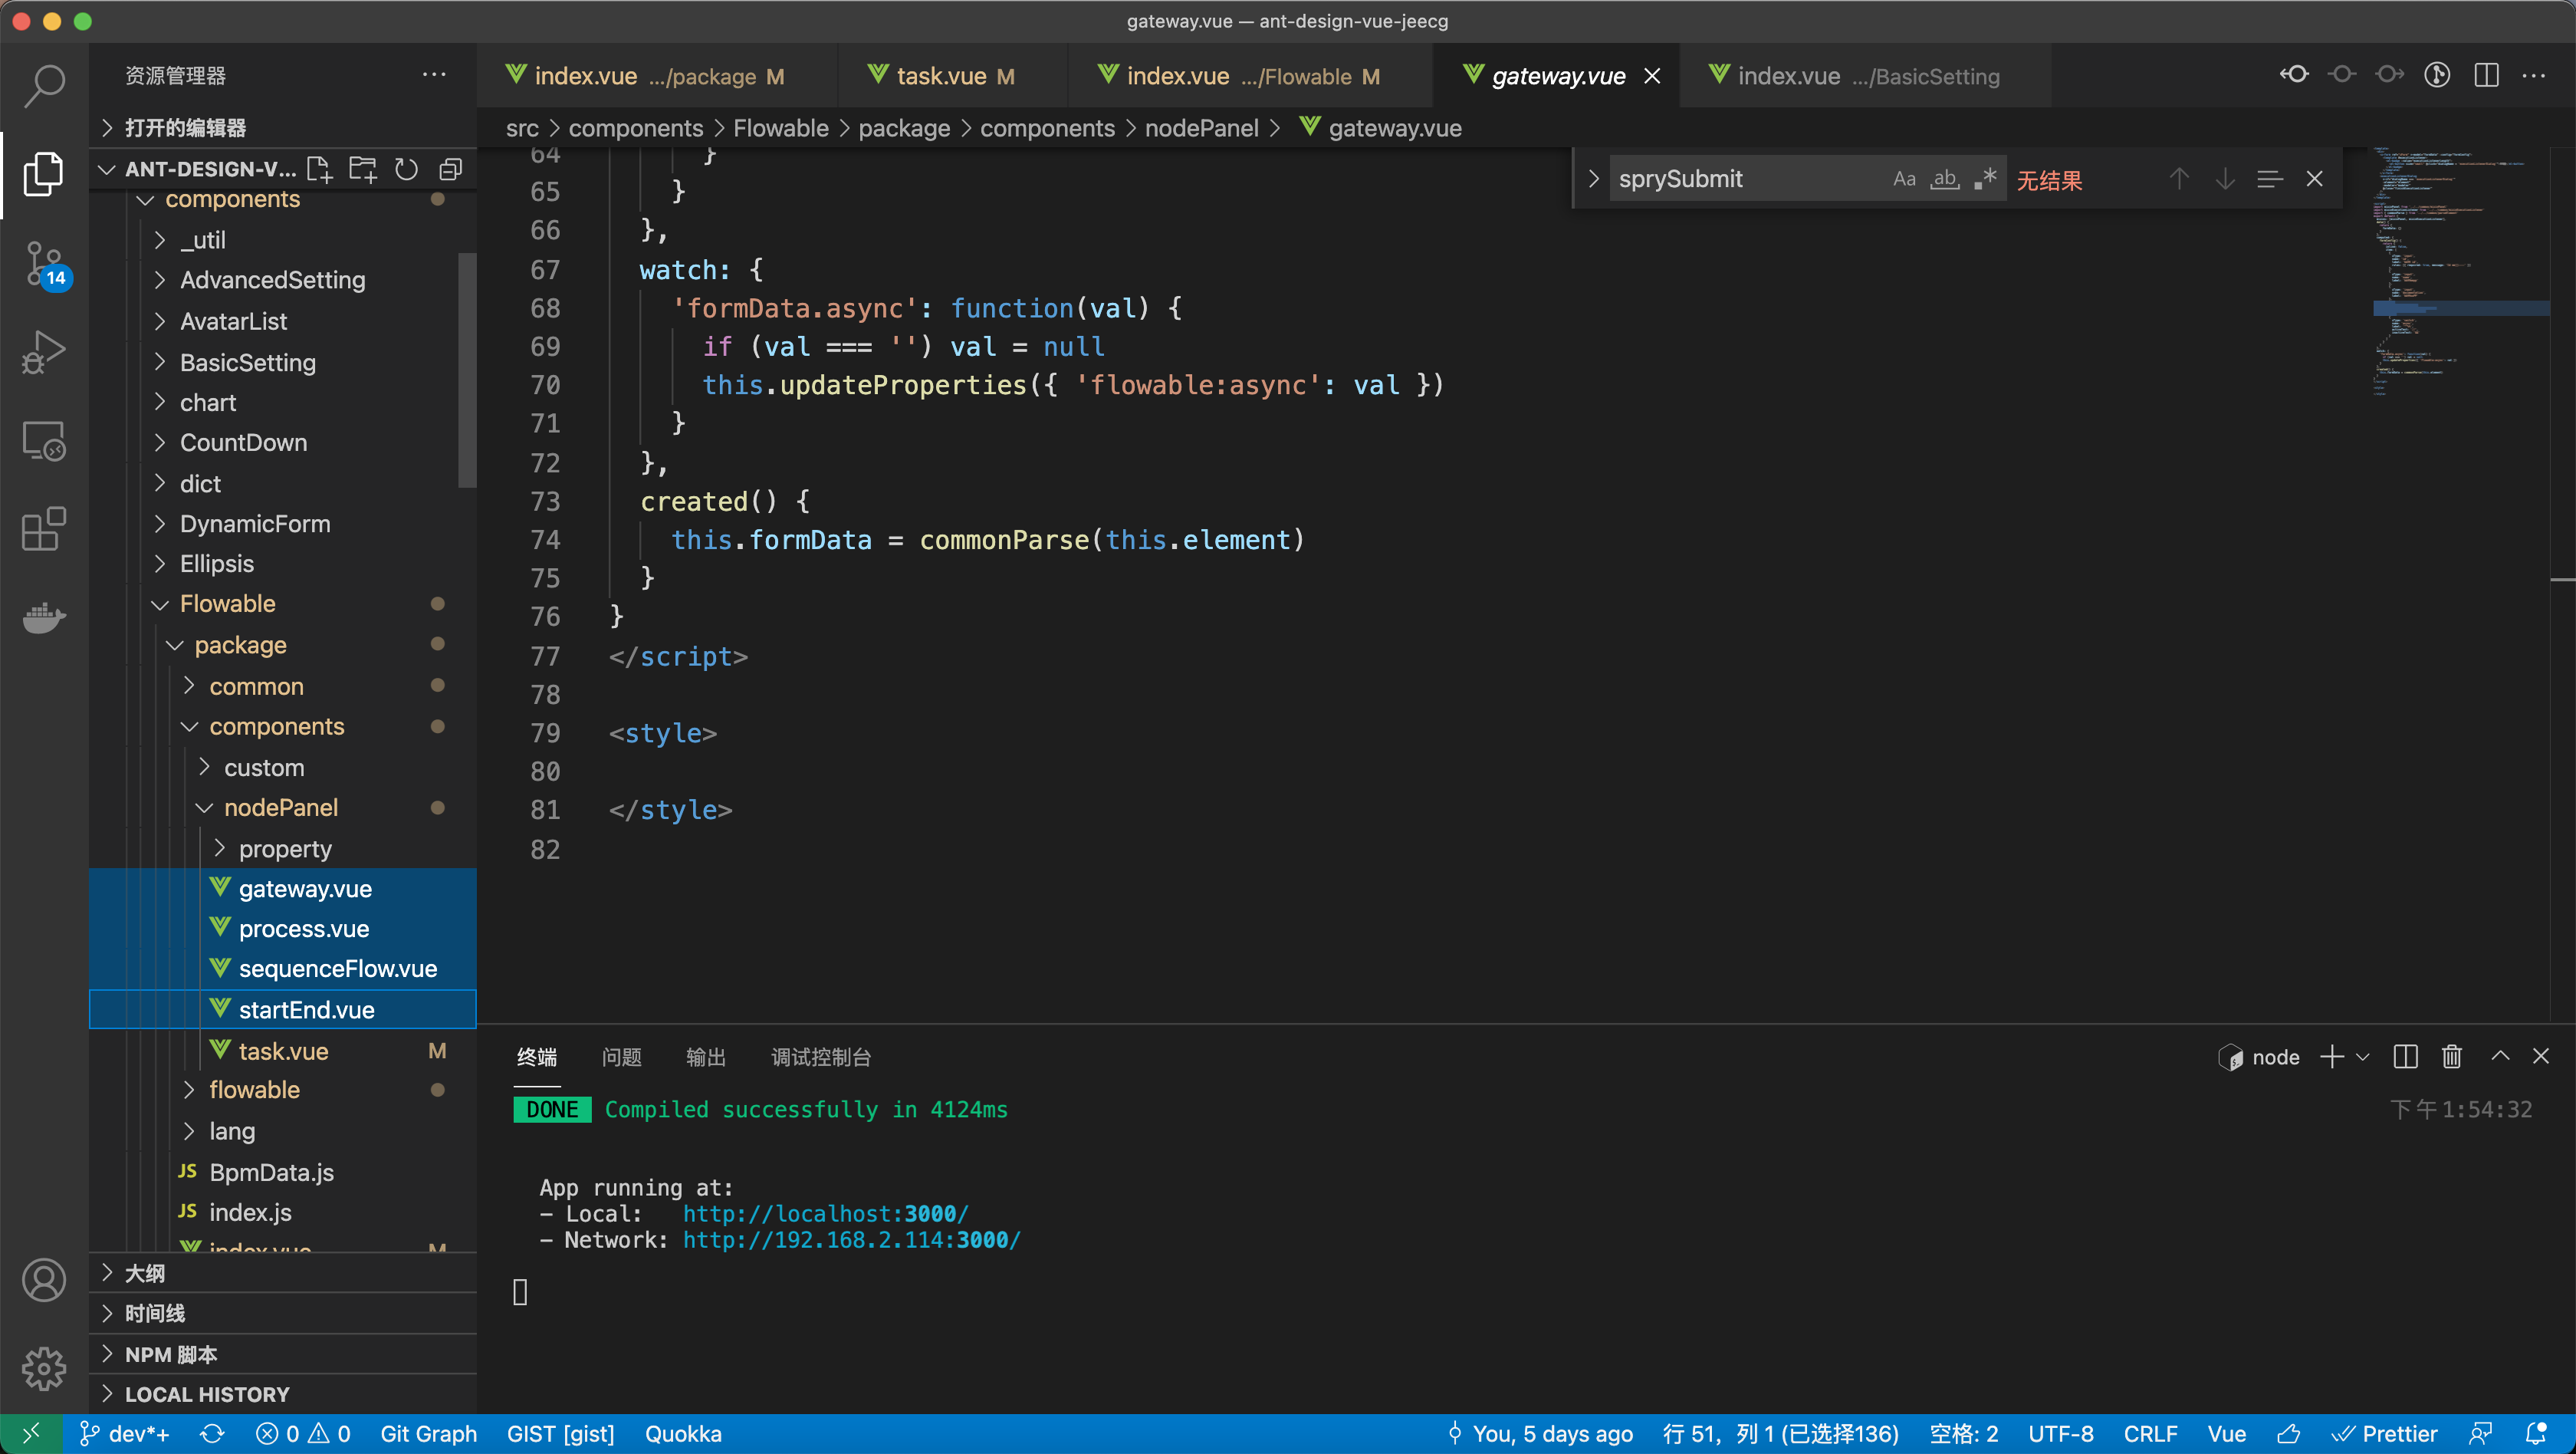 gateway.vue — ant-design-vue-jeecg
资源管理器
打开的编辑器
ANT-DESIGN-V...
components
_util
AdvancedSetting
AvatarList
BasicSetting
chart
CountDown
dict
DynamicForm
Ellipsis
Flowable
package
common
components
custom
nodePanel
property
gateway.vue
process.vue
sequenceFlow.vue
startEnd.vue
task.vue M
flowable
lang
JS BpmData.js
JS index.js
index.vue M
大纲
时间线
NPM 脚本
LOCAL HISTORY
14
index.vue .../package M
task.vue M
index.vue .../Flowable M
gateway.vue
index.vue .../BasicSetting
src > components > Flowable > package > components > nodePanel > gateway.vue
sprySubmit Aa ab 无结果
64 }
65 }
66 },
67 watch: {
68 'formData.async': function(val) {
69 if (val === '') val = null
70 this.updateProperties({ 'flowable:async': val })
71 }
72 },
73 created() {
74 this.formData = commonParse(this.element)
75 }
76 }
77 </script>
78
79 <style>
80
81 </style>
82
终端 问题 输出 调试控制台
node
DONE Compiled successfully in 4124ms 下午1:54:32
App running at:
- Local: http://localhost:3000/
- Network: http://192.168.2.114:3000/
dev*+ 0 0 Git Graph GIST [gist] Quokka You, 5 days ago 行 51，列 1 (已选择136) 空格: 2 UTF-8 CRLF Vue Prettier